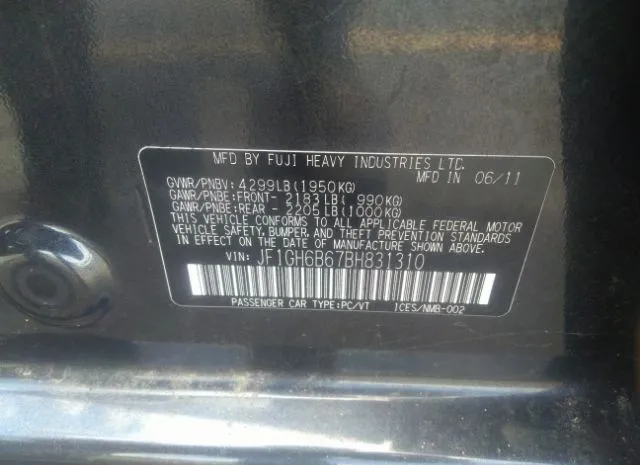 MFD BY FUJI HEAVY INDUSTRIES LTD.
MFD IN 06/11
GVWR/PNBV: 4299LB(1950KG)
GAWR/PNBE:FRONT- 2183LB( 990KG)
GAWR/PNBE:REAR - 2205LB(1000KG)
THIS VEHICLE CONFORMS TO ALL APPLICABLE FEDERAL MOTOR
VEHICLE SAFETY, BUMPER, AND THEFT PREVENTION STANDARDS
IN EFFECT ON THE DATE OF MANUFACTURE SHOWN ABOVE.
VIN: JF1GH6B67BH831310
PASSENGER CAR TYPE:PC/VT 1CES/NMB-002